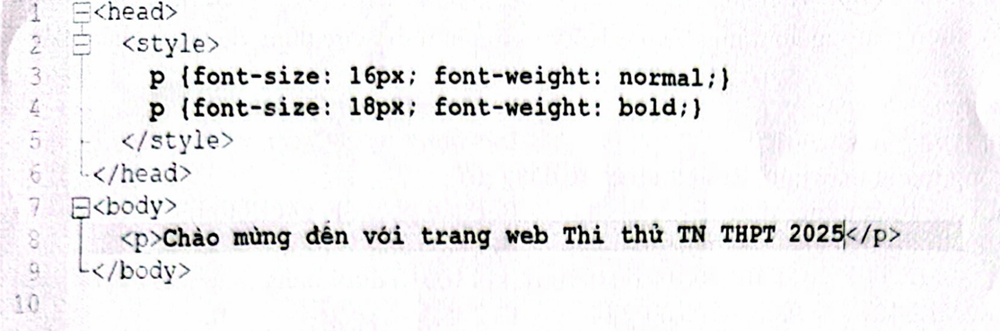 1 <head>
2 <style>
3 p {font-size: 16px; font-weight: normal;}
4 p {font-size: 18px; font-weight: bold;}
5 </style>
6 </head>
7 <body>
8 <p>Chào mừng đến với trang web Thi thử TN THPT 2025</p>
9 </body>
10